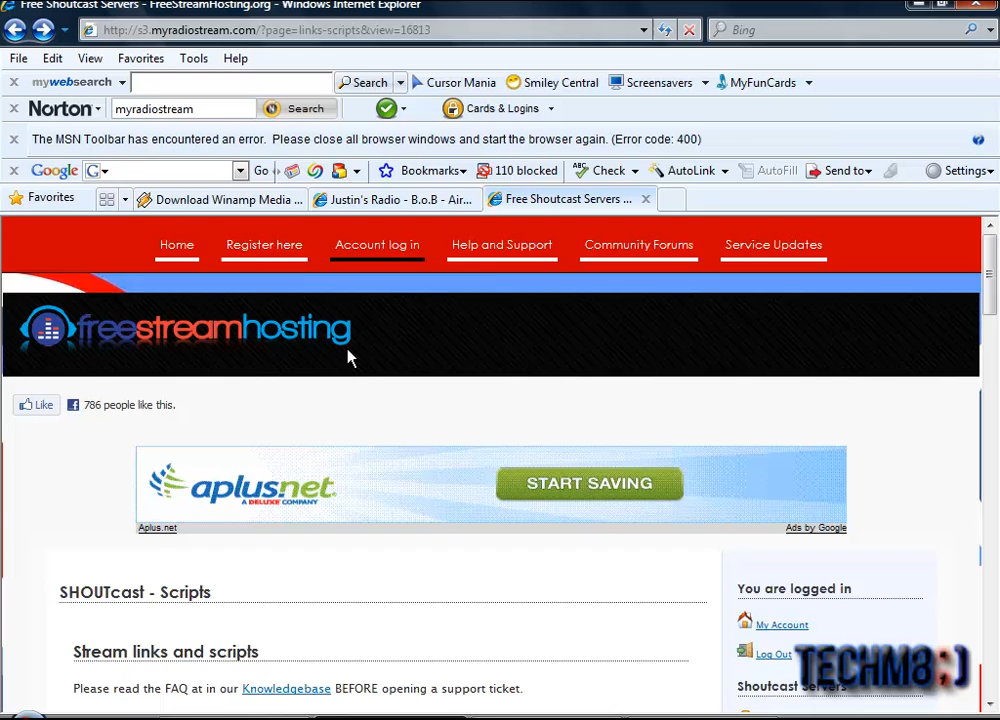 Free Shoutcast Servers - FreeStreamHosting.org - Windows Internet Explorer
http://s3.myradiostream.com/?page=links-scripts&view=16813
Bing
File Edit View Favorites Tools Help
mywebsearch Search Cursor Mania Smiley Central Screensavers MyFunCards
Norton myradiostream Search Cards & Logins
The MSN Toolbar has encountered an error. Please close all browser windows and start the browser again. (Error code: 400)
Google G Go Bookmarks 110 blocked Check AutoLink AutoFill Send to Settings
Favorites Download Winamp Media ... Justin's Radio - B.o.B - Air... Free Shoutcast Servers ...
Home Register here Account log in Help and Support Community Forums Service Updates
freestreamhosting
Like 786 people like this.
aplus.net A DELUXE COMPANY START SAVING
Aplus.net Ads by Google
SHOUTcast - Scripts
You are logged in
My Account
Stream links and scripts
Log Out
TECHM8;)
Shoutcast Servers
Please read the FAQ at in our Knowledgebase BEFORE opening a support ticket.